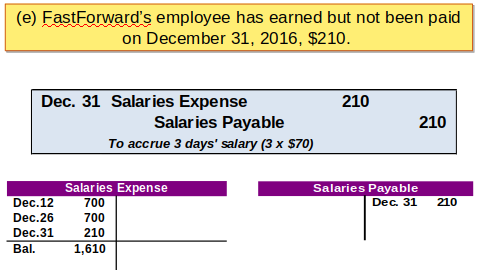 (e) FastForward's employee has earned but not been paid
on December 31, 2016, $210.
Dec. 31 Salaries Expense 210
Salaries Payable 210
To accrue 3 days' salary (3 x $70)
Salaries Expense
Dec.12 700
Dec.26 700
Dec.31 210
Bal. 1,610
Salaries Payable
Dec. 31 210